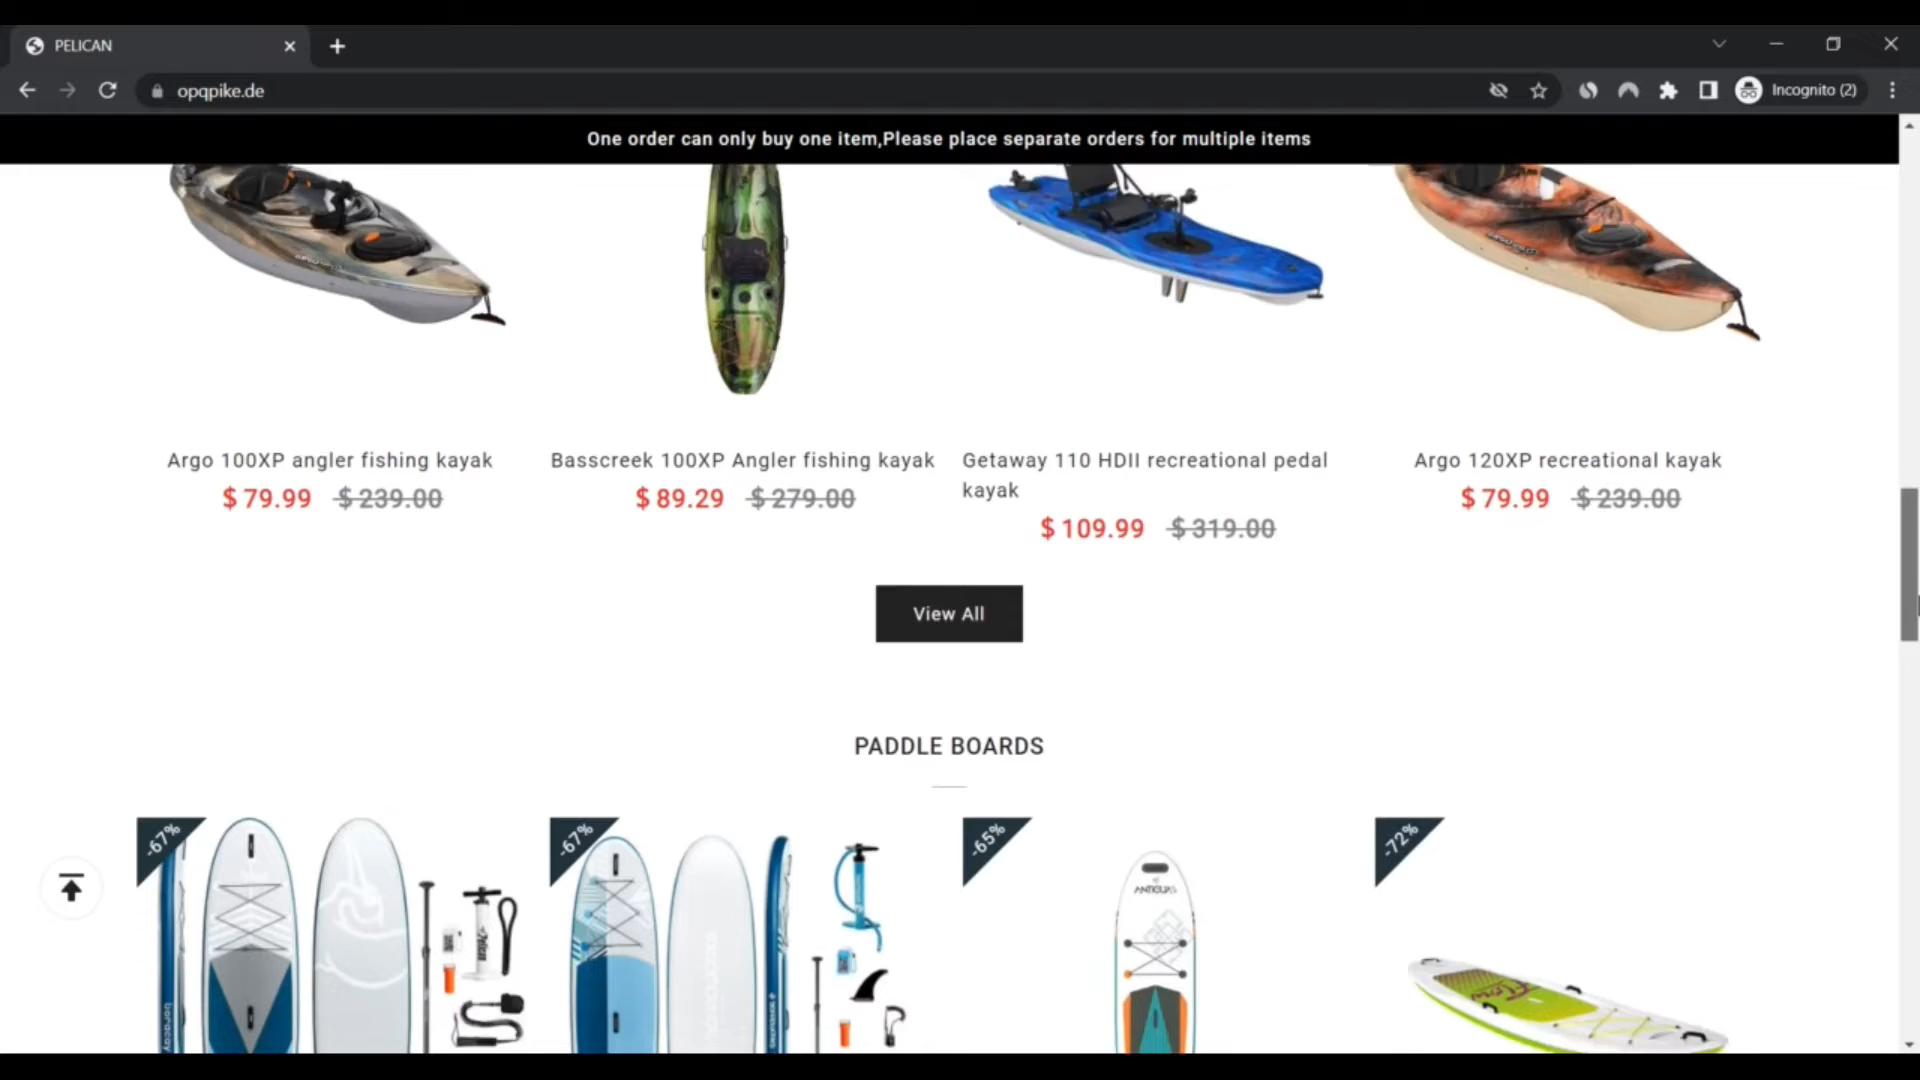 PELICAN
opqpike.de
Incognito (2)
One order can only buy one item,Please place separate orders for multiple items
Argo 100XP angler fishing kayak
$ 79.99 $ 239.00
Basscreek 100XP Angler fishing kayak
$ 89.29 $ 279.00
Getaway 110 HDII recreational pedal
kayak
$ 109.99 $ 319.00
Argo 120XP recreational kayak
$ 79.99 $ 239.00
View All
PADDLE BOARDS
-67%
-67%
-65%
-72%
Pelican
flow